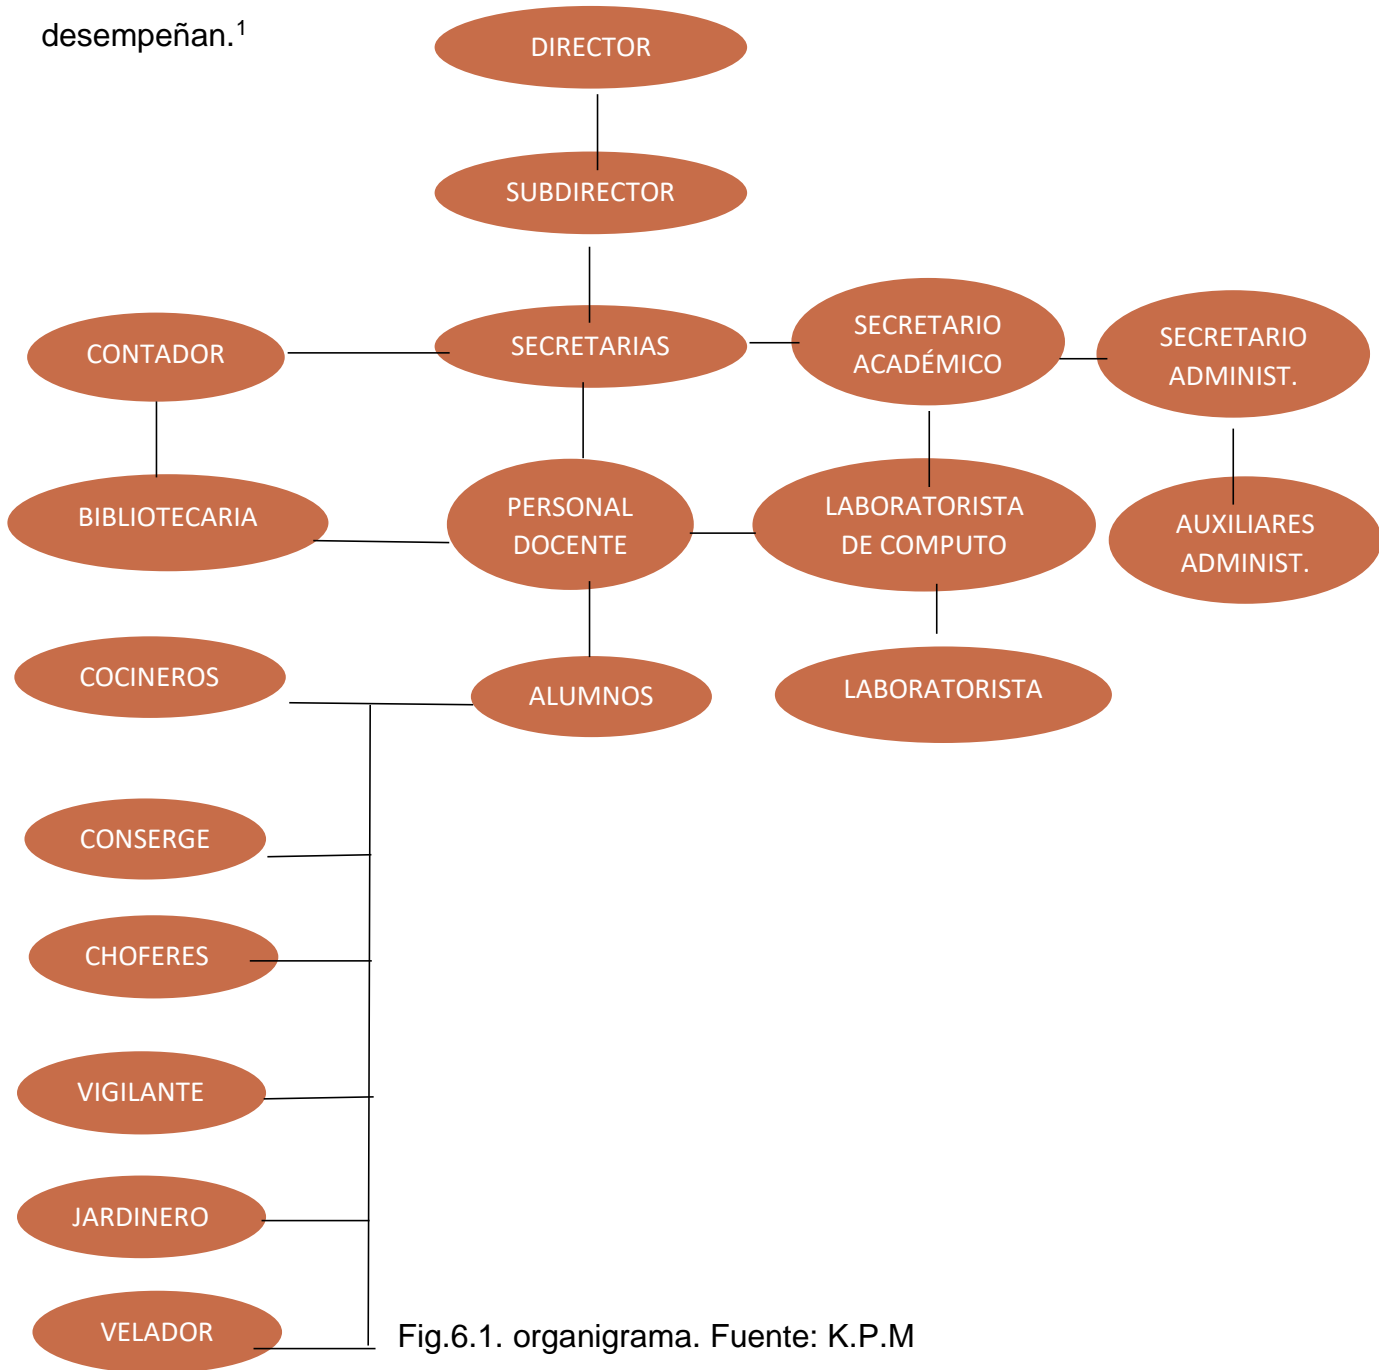 desempeñan.¹
DIRECTOR
SUBDIRECTOR
CONTADOR
SECRETARIAS
SECRETARIO
ACADÉMICO
SECRETARIO
ADMINIST.
BIBLIOTECARIA
PERSONAL
DOCENTE
LABORATORISTA
DE COMPUTO
AUXILIARES
ADMINIST.
COCINEROS
ALUMNOS
LABORATORISTA
CONSERGE
CHOFERES
VIGILANTE
JARDINERO
VELADOR
Fig.6.1. organigrama. Fuente: K.P.M